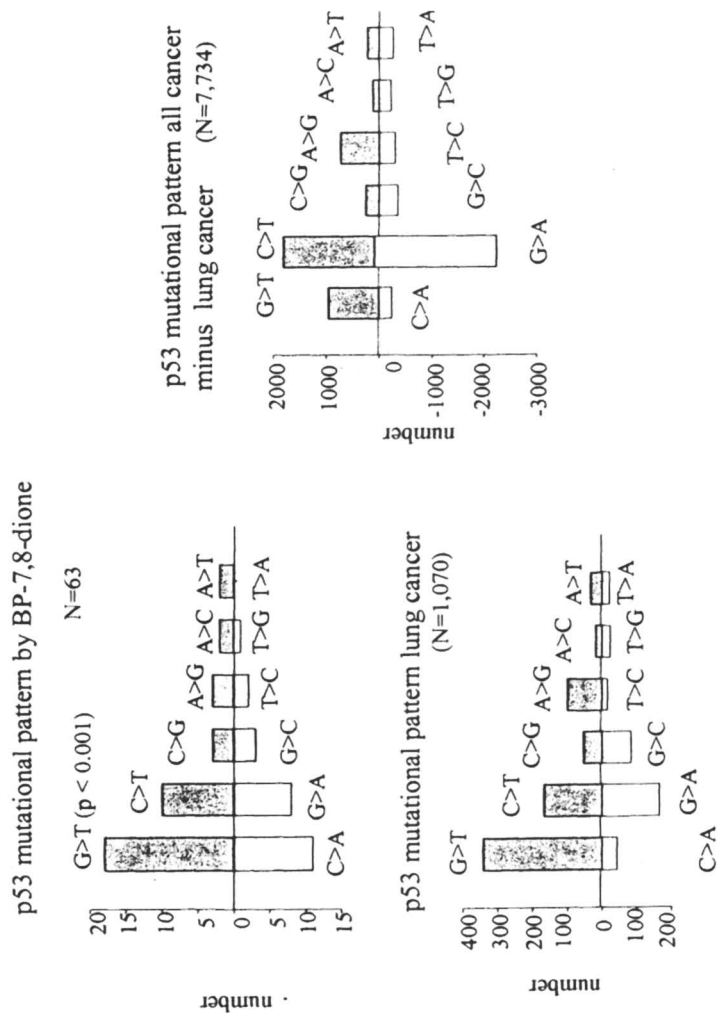 p53 mutational pattern by BP-7,8-dione
N=63
G>T (p < 0.001)
C>T
C>G
A>G
A>C
A>T
20
15
10
5
0
5
10
15
. number
C>A
G>A
G>C
T>C
T>G
T>A
p53 mutational pattern lung cancer
(N=1,070)
G>T
C>T
C>G
A>G
A>C
A>T
400
300
200
100
0
100
200
number
C>A
G>A
G>C
T>C
T>G
T>A
p53 mutational pattern all cancer
minus lung cancer (N=7,734)
G>T
C>T
C>G
A>G
A>C
A>T
2000
1000
0
-1000
-2000
-3000
number
C>A
G>A
G>C
T>C
T>G
T>A